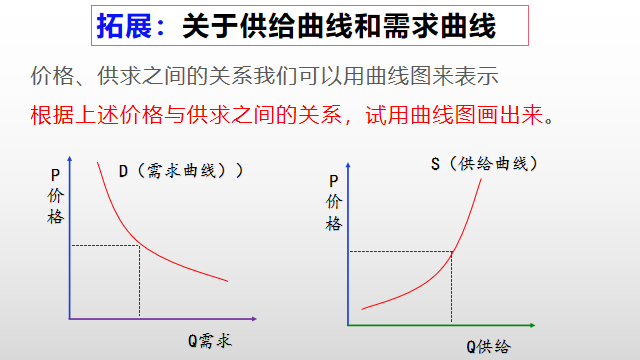 拓展：关于供给曲线和需求曲线
价格、供求之间的关系我们可以用曲线图来表示
根据上述价格与供求之间的关系，试用曲线图画出来。
P
价
格
D（需求曲线））
Q需求
P
价
格
S（供给曲线）
Q供给